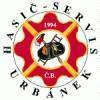 HASIČ-SERVIS
1994
Č.B.
URBÁNEK